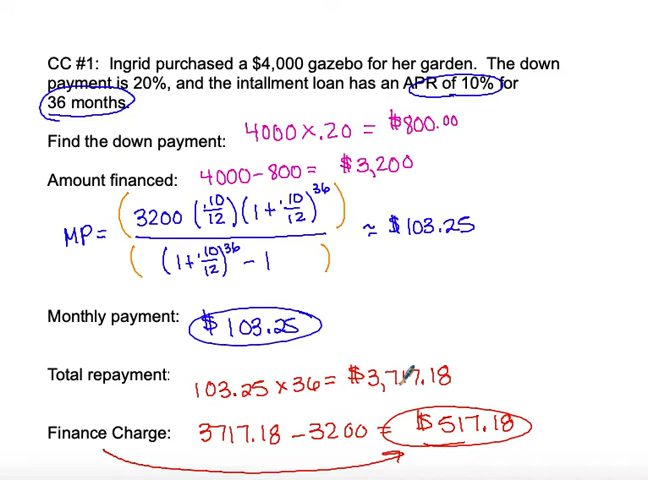 CC #1: Ingrid purchased a $4,000 gazebo for her garden. The down
payment is 20%, and the intallment loan has an APR of 10% for
36 months.
Find the down payment: 4000 × .20 = $800.00
Amount financed: 4000 - 800 = $3,200
MP = ( 3200 (.10/12)(1 + .10/12)^36 ) / ( (1 + .10/12)^36 - 1 ) ≈ $103.25
Monthly payment: $103.25
Total repayment: 103.25 × 36 = $3,717.18
Finance Charge: 3717.18 - 3200 = $517.18